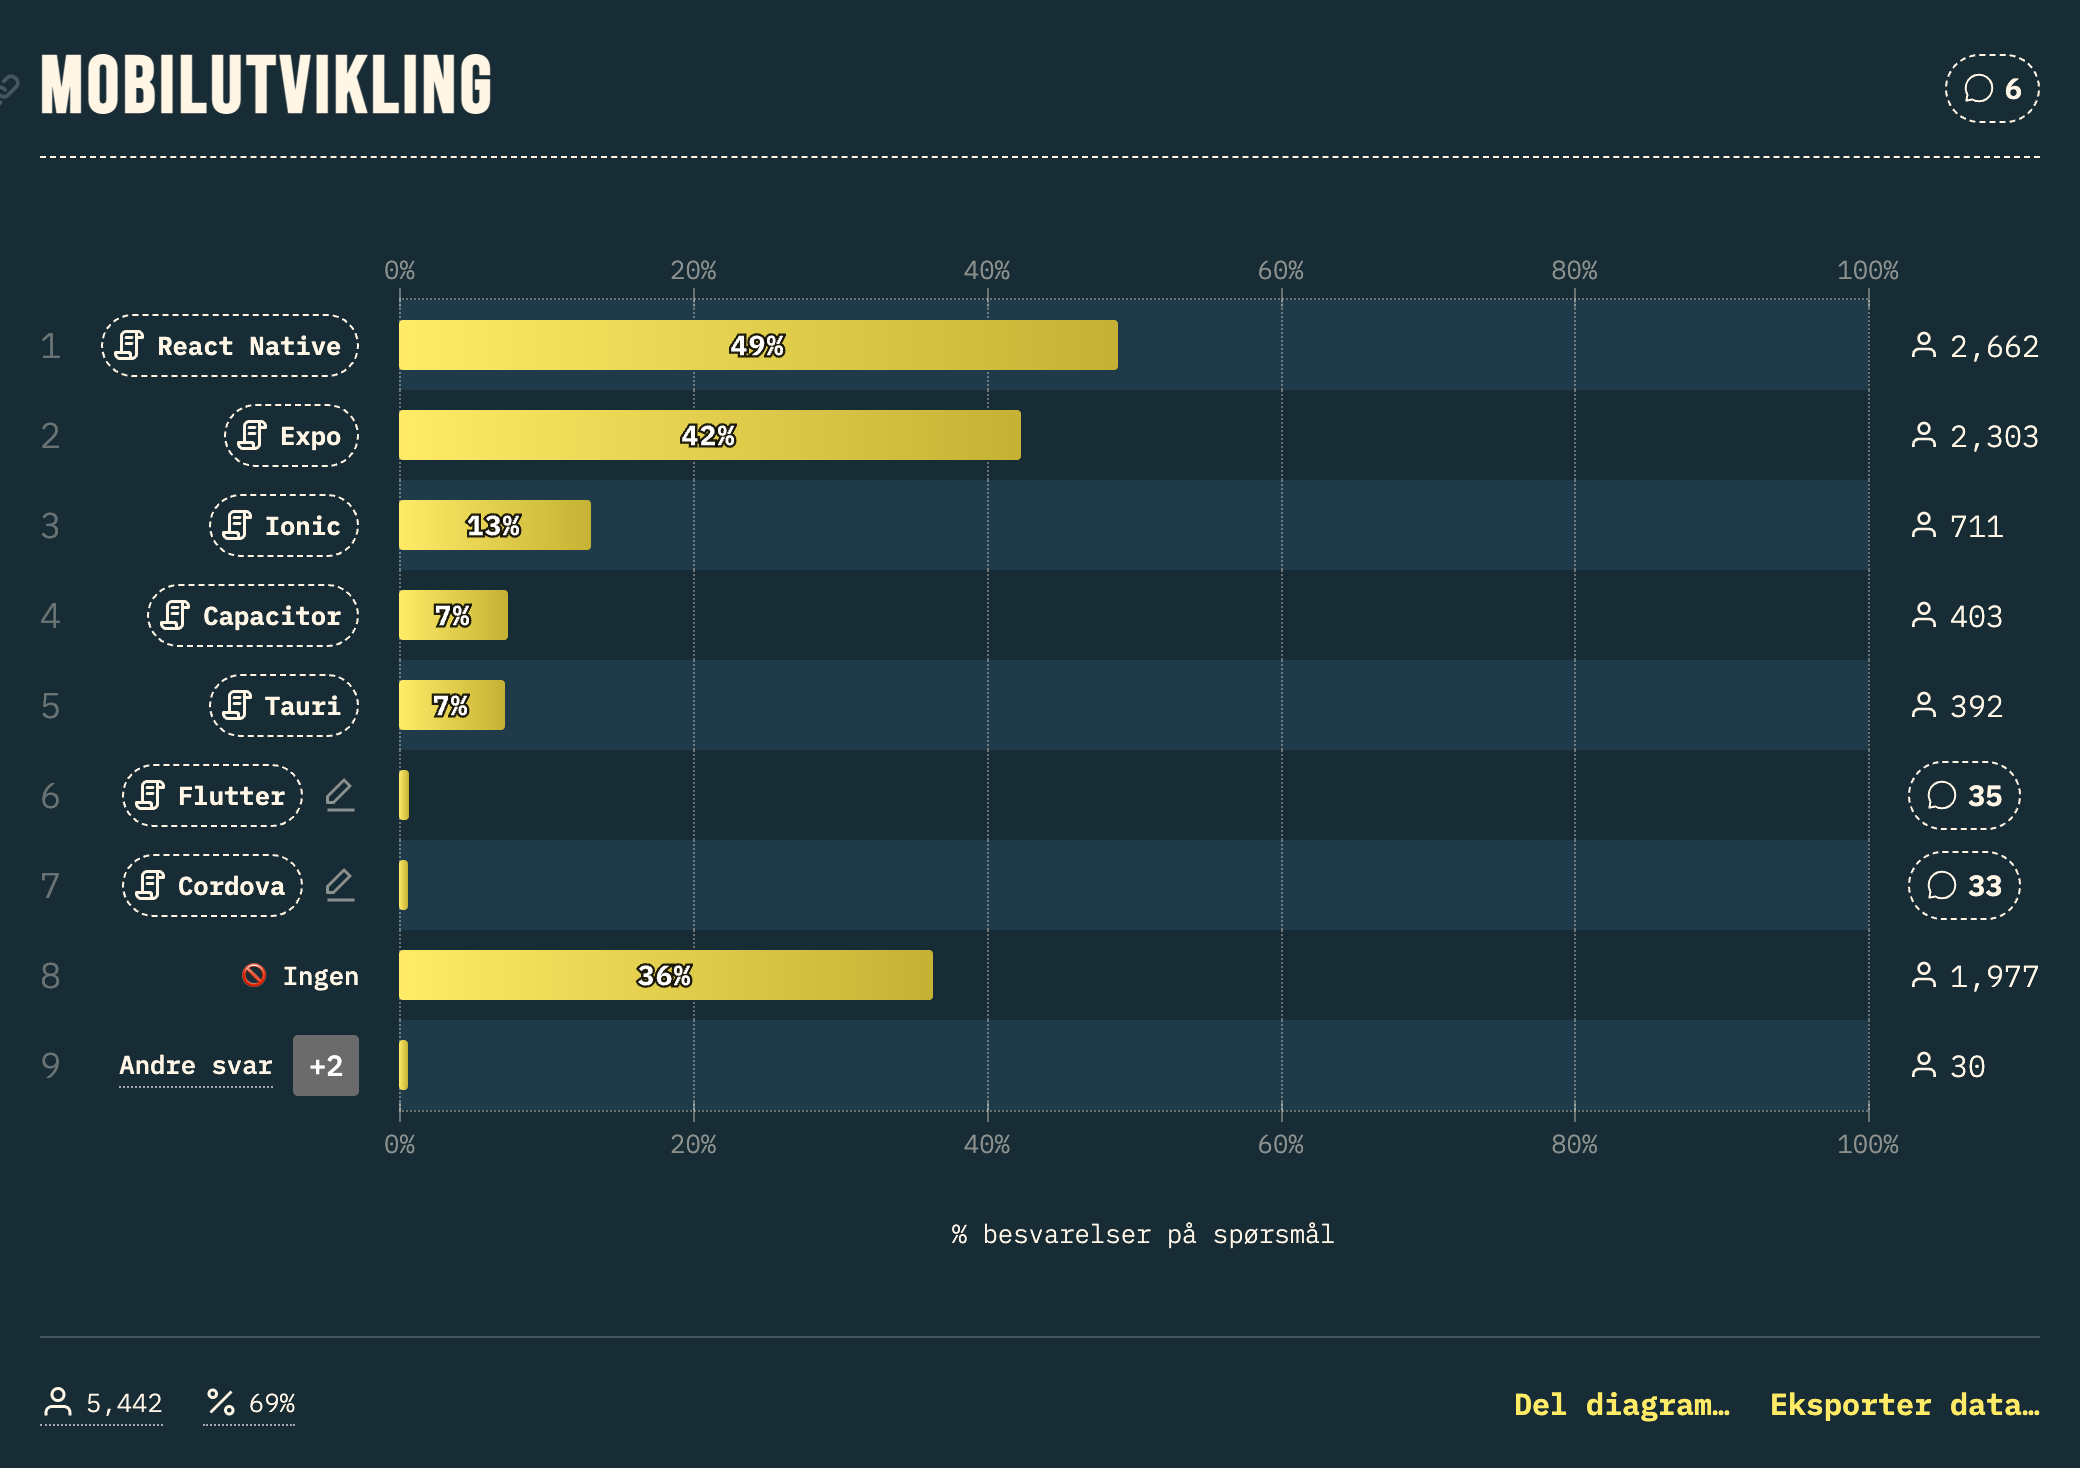 MOBILUTVIKLING
6
0% 20% 40% 60% 80% 100%
1 React Native 49% 2,662
2 Expo 42% 2,303
3 Ionic 13% 711
4 Capacitor 7% 403
5 Tauri 7% 392
6 Flutter 35
7 Cordova 33
8 Ingen 36% 1,977
9 Andre svar +2 30
0% 20% 40% 60% 80% 100%
% besvarelser på spørsmål
5,442 % 69% Del diagram… Eksporter data…